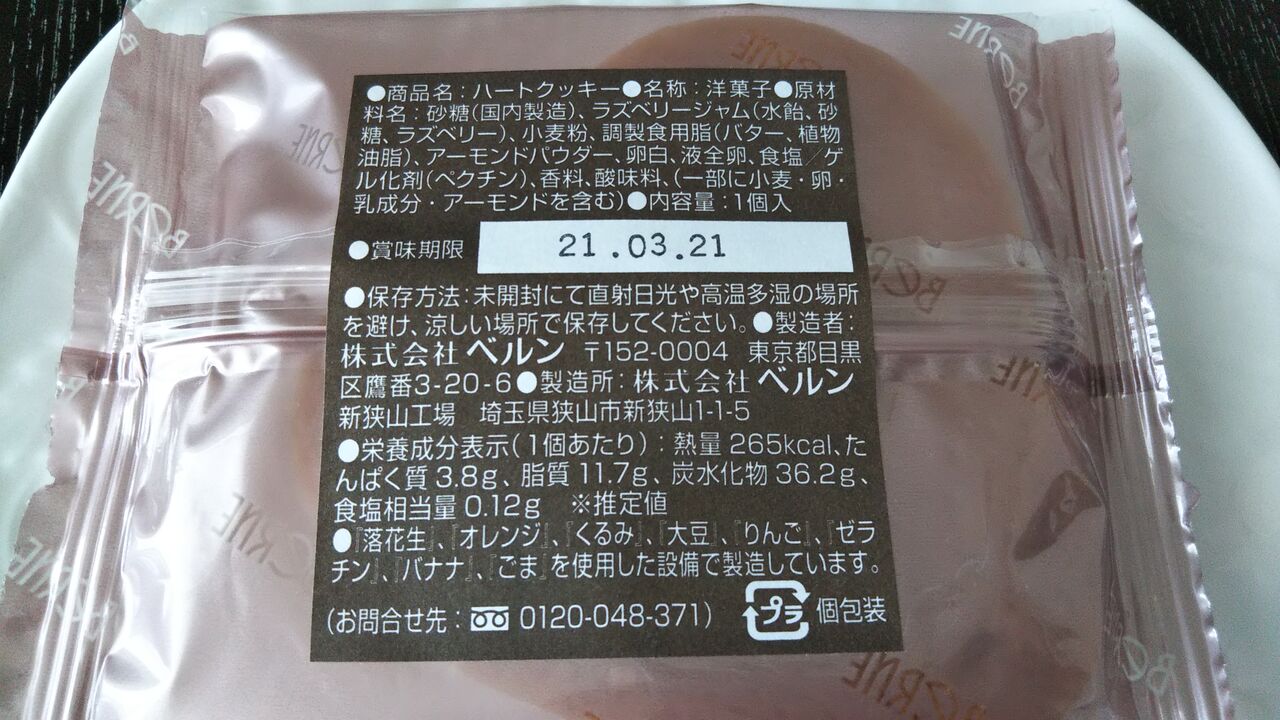 ●商品名：ハートクッキー●名称：洋菓子●原材
料名：砂糖(国内製造)、ラズベリージャム(水飴、砂
糖、ラズベリー)、小麦粉、調製食用脂(バター、植物
油脂)、アーモンドパウダー、卵白、液全卵、食塩／ゲ
ル化剤(ペクチン)、香料、酸味料、(一部に小麦・卵・
乳成分・アーモンドを含む)●内容量：1個入
●賞味期限 21.03.21
●保存方法：未開封にて直射日光や高温多湿の場所
を避け、涼しい場所で保存してください。●製造者：
株式会社ベルン 〒152-0004 東京都目黒
区鷹番3-20-6●製造所：株式会社ベルン
新狭山工場 埼玉県狭山市新狭山1-1-5
●栄養成分表示(1個あたり)：熱量 265kcal、た
んぱく質 3.8g、脂質 11.7g、炭水化物 36.2g、
食塩相当量 0.12g ※推定値
●『落花生』、『オレンジ』、『くるみ』、『大豆』、『りんご』、『ゼラ
チン』、『バナナ』、『ごま』を使用した設備で製造しています。
(お問合せ先： 0120-048-371) プラ 個包装
BERNE
BERNE
BERNE
BERNE
BERNE
BERNE